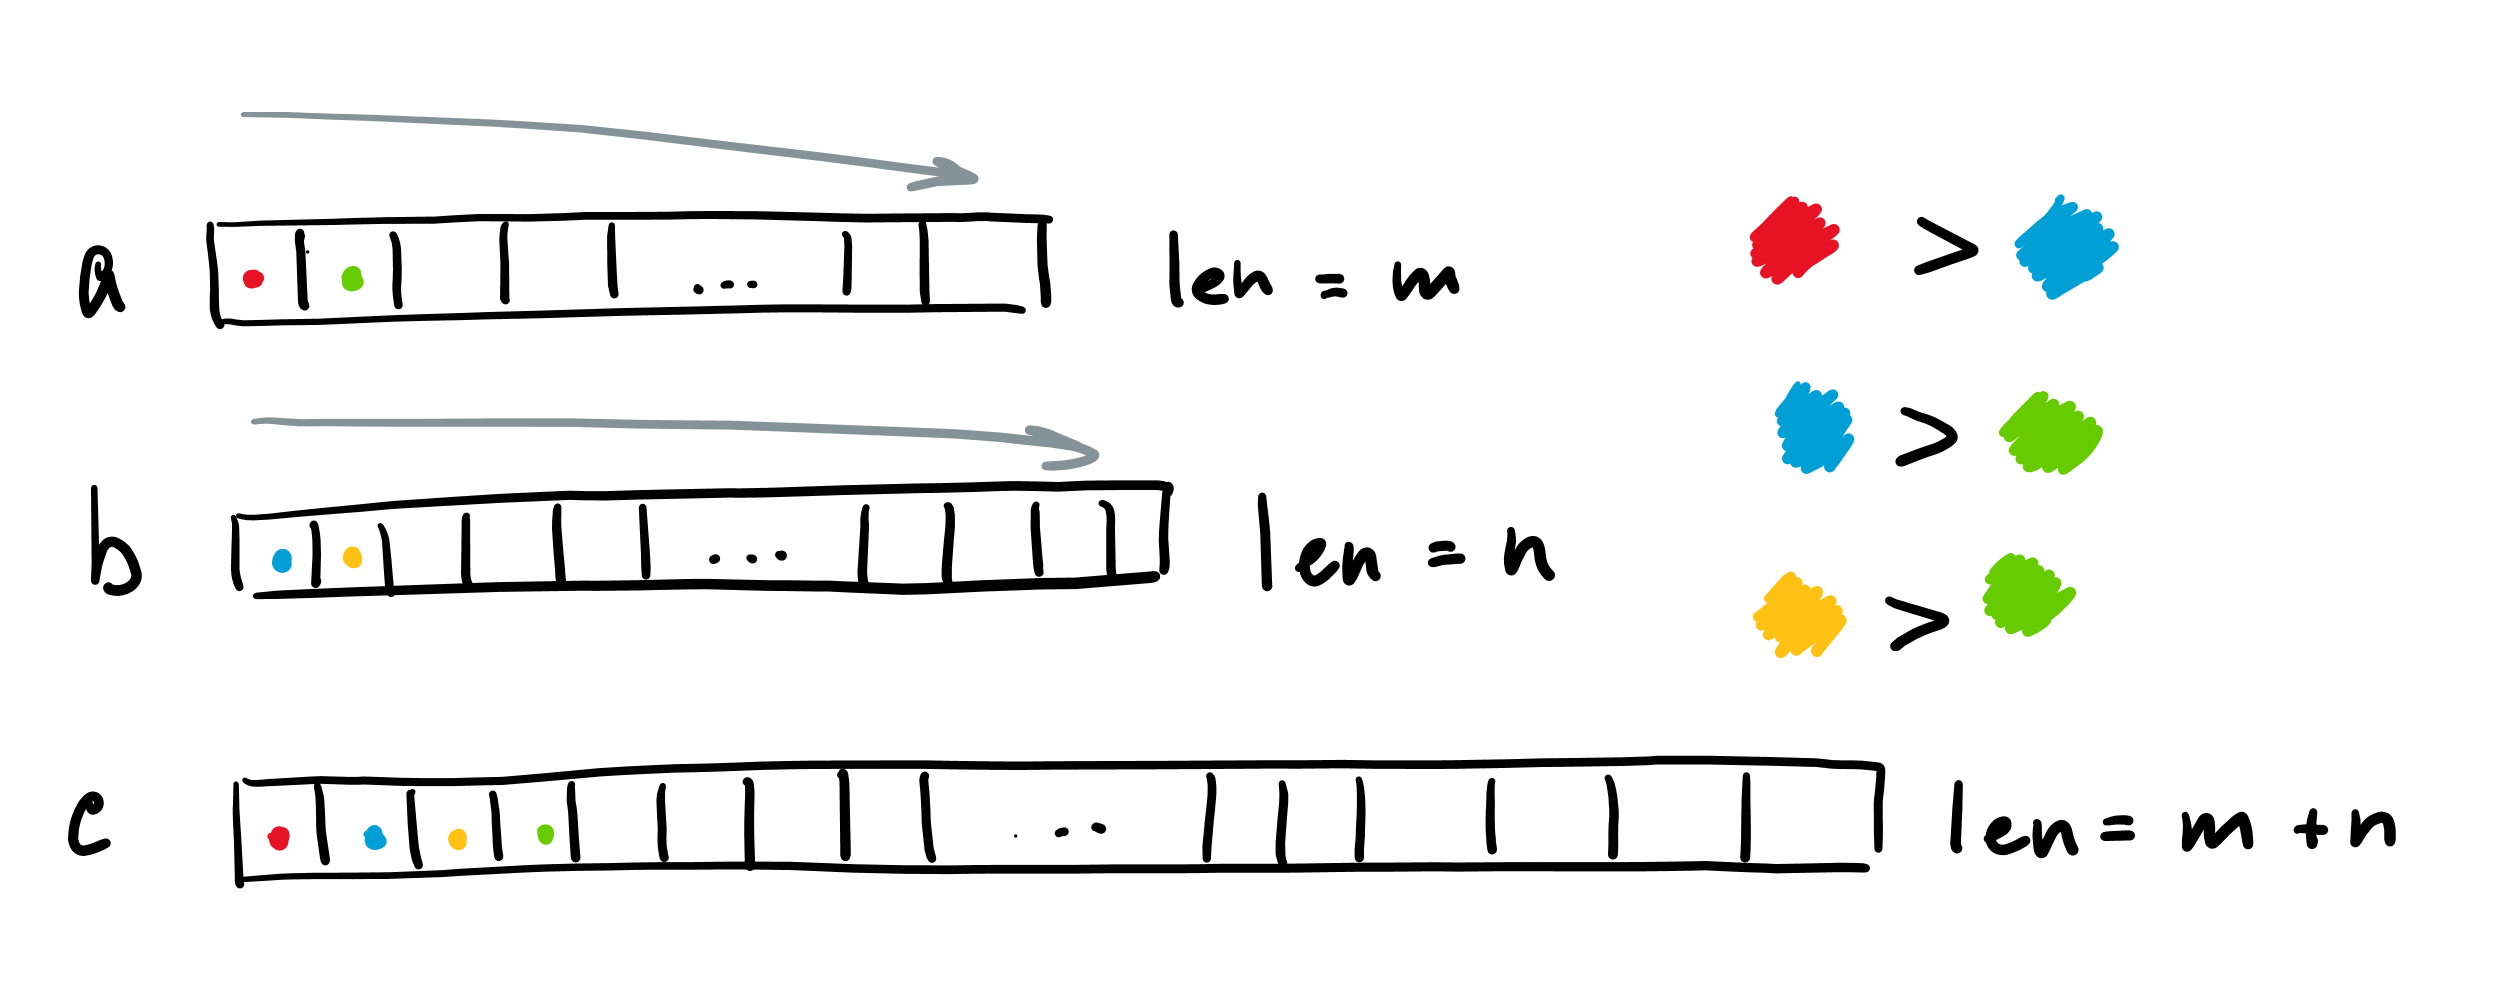 a ... len = m
>
>
b ... len = n
>
c ... len = m + n